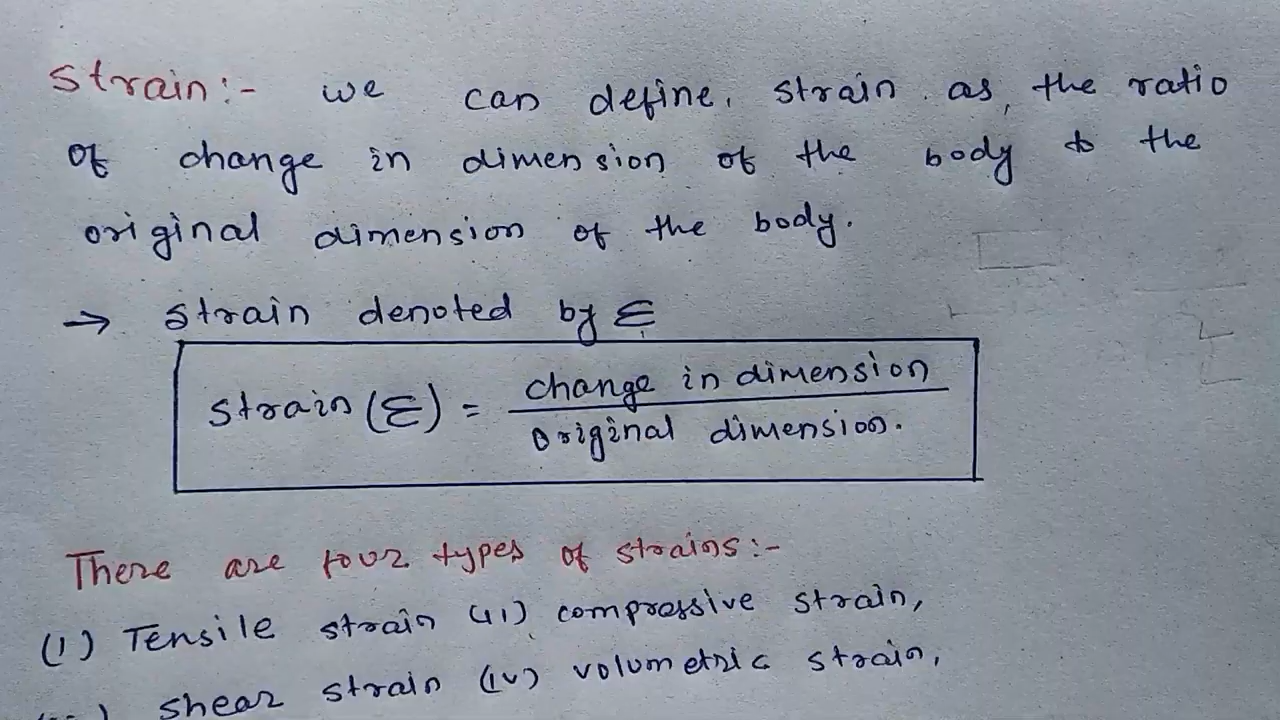 Strain:- we can define, strain as, the ratio
of change in dimension of the body to the
original dimension of the body.
→ strain denoted by Ɛ
strain (Ɛ) = change in dimension
original dimension.
There are four types of strains:-
(i) Tensile strain (ii) compressive strain,
shear strain (iv) volumetric strain,